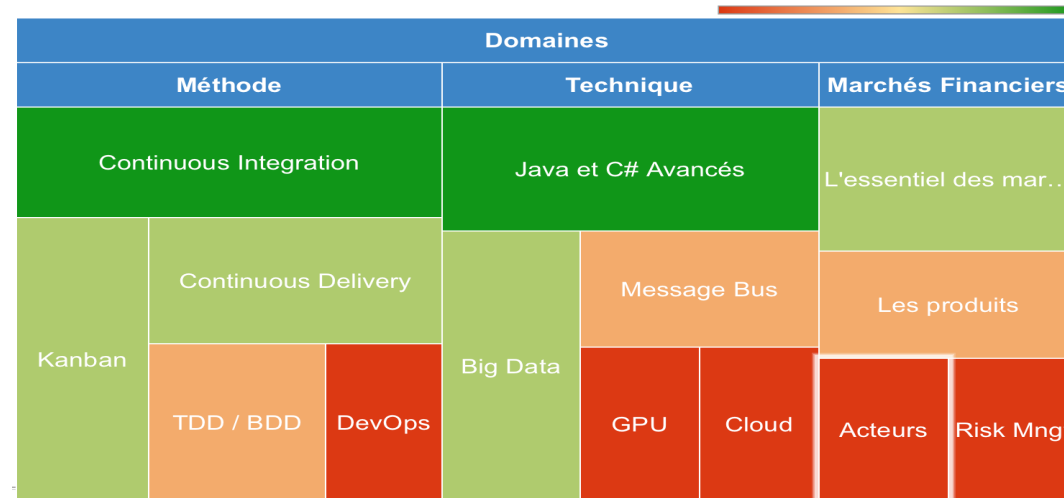 Domaines
Méthode
Technique
Marchés Financiers
Continuous Integration
Java et C# Avancés
L'essentiel des mar…
Kanban
Continuous Delivery
Big Data
Message Bus
Les produits
TDD / BDD
DevOps
GPU
Cloud
Acteurs
Risk Mng